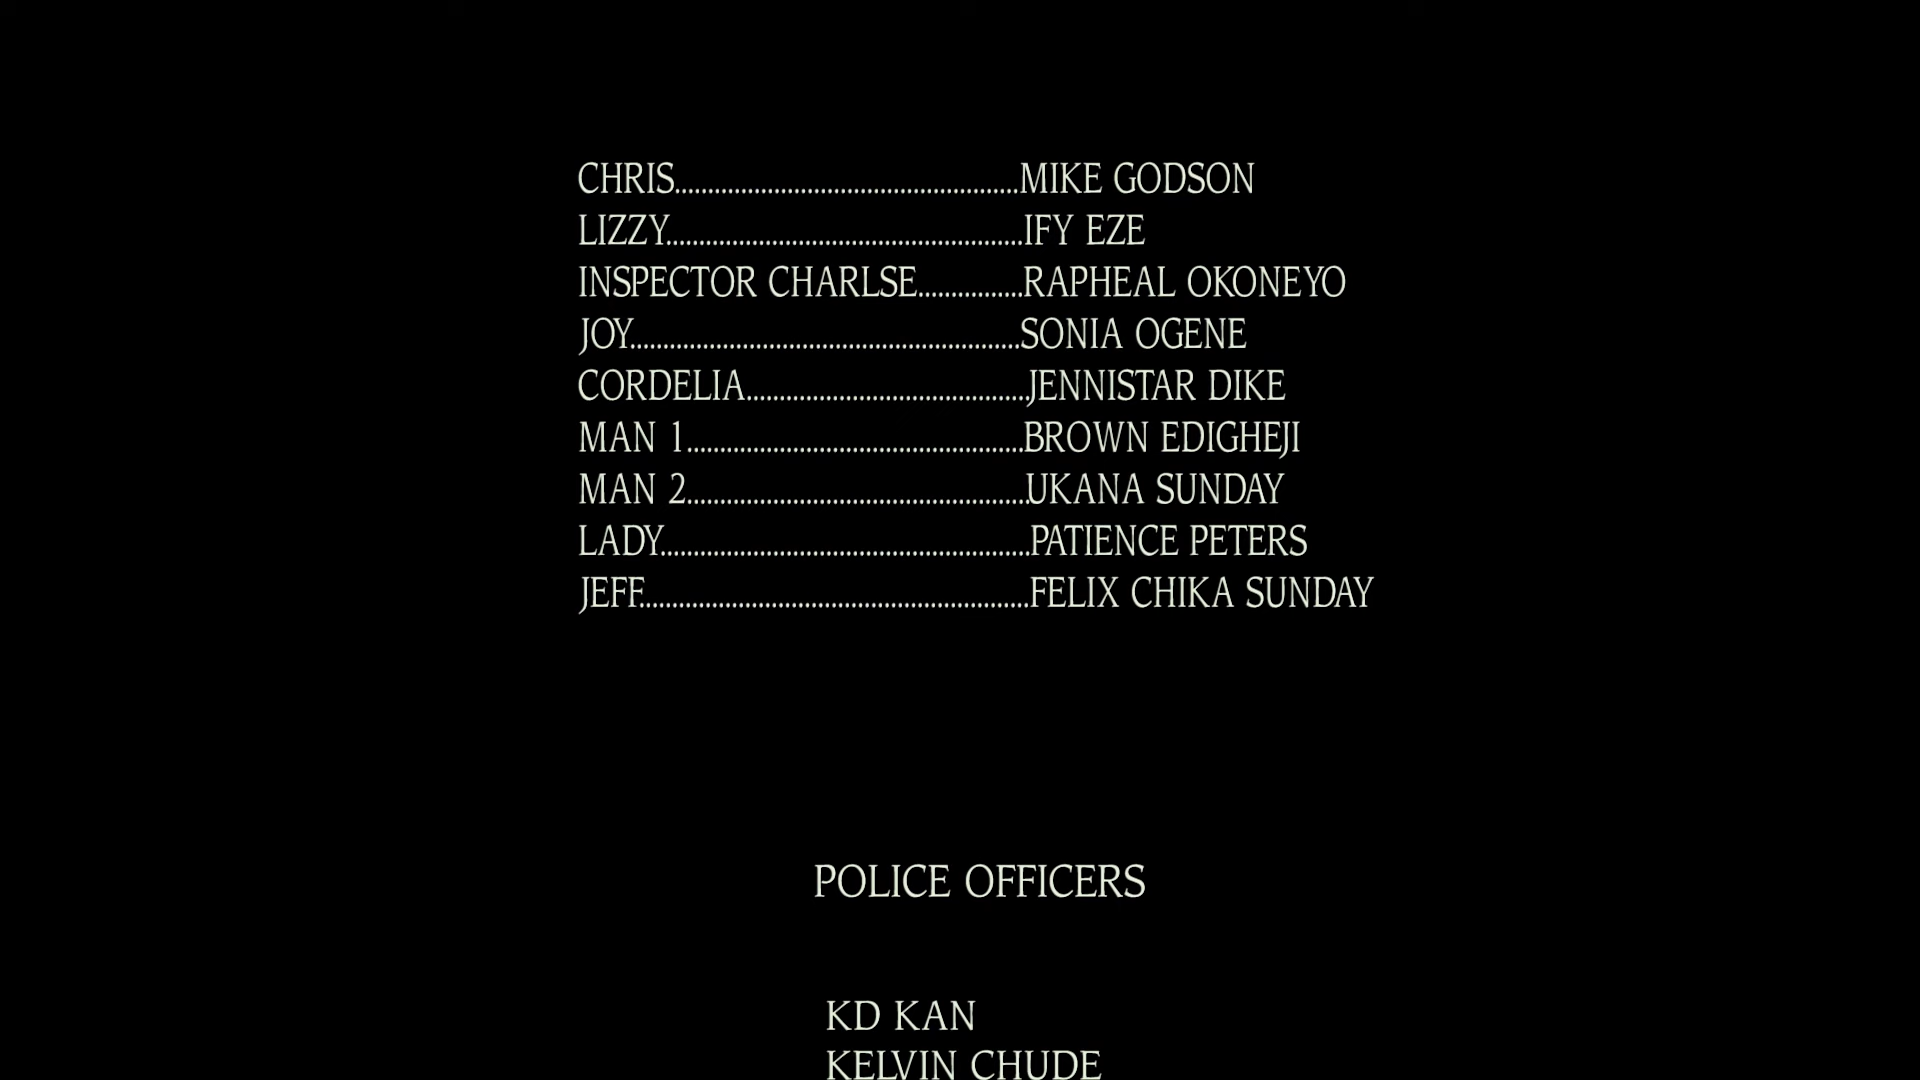 CHRIS....................................................MIKE GODSON
LIZZY......................................................IFY EZE
INSPECTOR CHARLSE................RAPHEAL OKONEYO
JOY...........................................................SONIA OGENE
CORDELIA...........................................JENNISTAR DIKE
MAN 1...................................................BROWN EDIGHEJI
MAN 2....................................................UKANA SUNDAY
LADY........................................................PATIENCE PETERS
JEFF...........................................................FELIX CHIKA SUNDAY
POLICE OFFICERS
KD KAN
KELVIN CHUDE